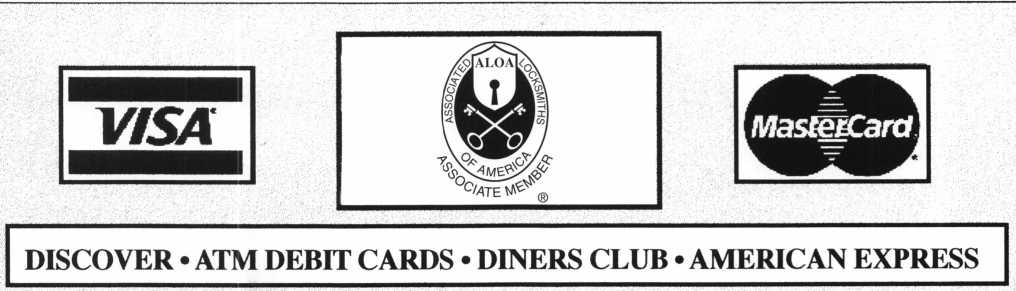 VISA
ALOA
ASSOCIATED LOCKSMITHS
OF AMERICA
ASSOCIATE MEMBER
®
MasterCard
DISCOVER • ATM DEBIT CARDS • DINERS CLUB • AMERICAN EXPRESS